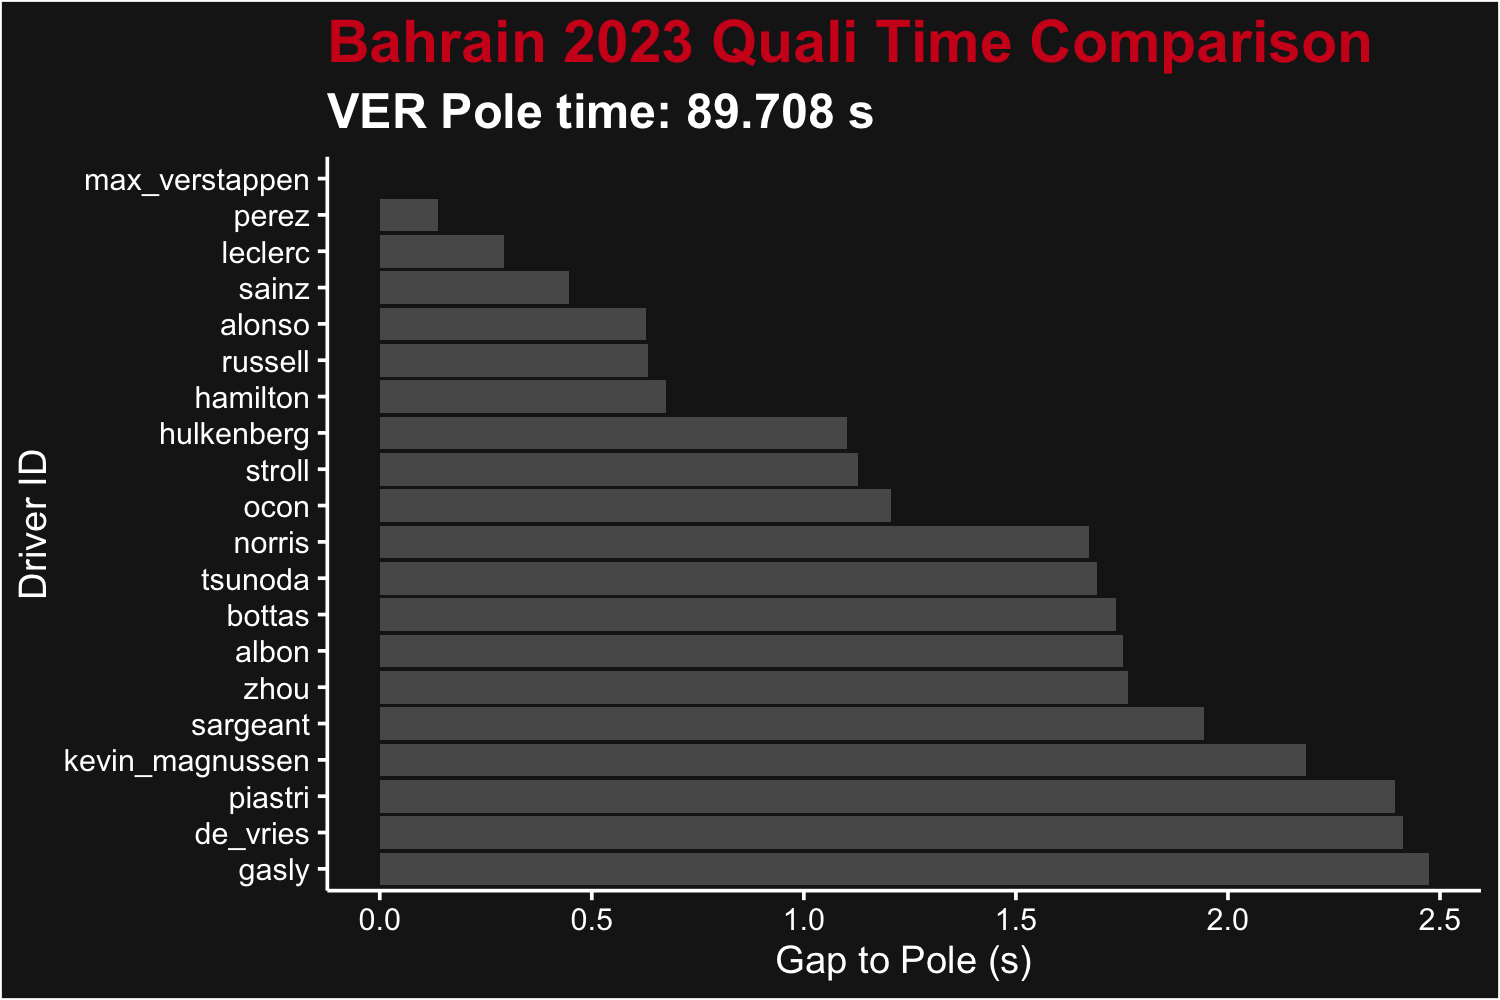 Bahrain 2023 Quali Time Comparison
VER Pole time: 89.708 s
max_verstappen
perez
leclerc
sainz
alonso
russell
hamilton
hulkenberg
stroll
ocon
norris
tsunoda
bottas
albon
zhou
sargeant
kevin_magnussen
piastri
de_vries
gasly
Driver ID
0.0 0.5 1.0 1.5 2.0 2.5
Gap to Pole (s)